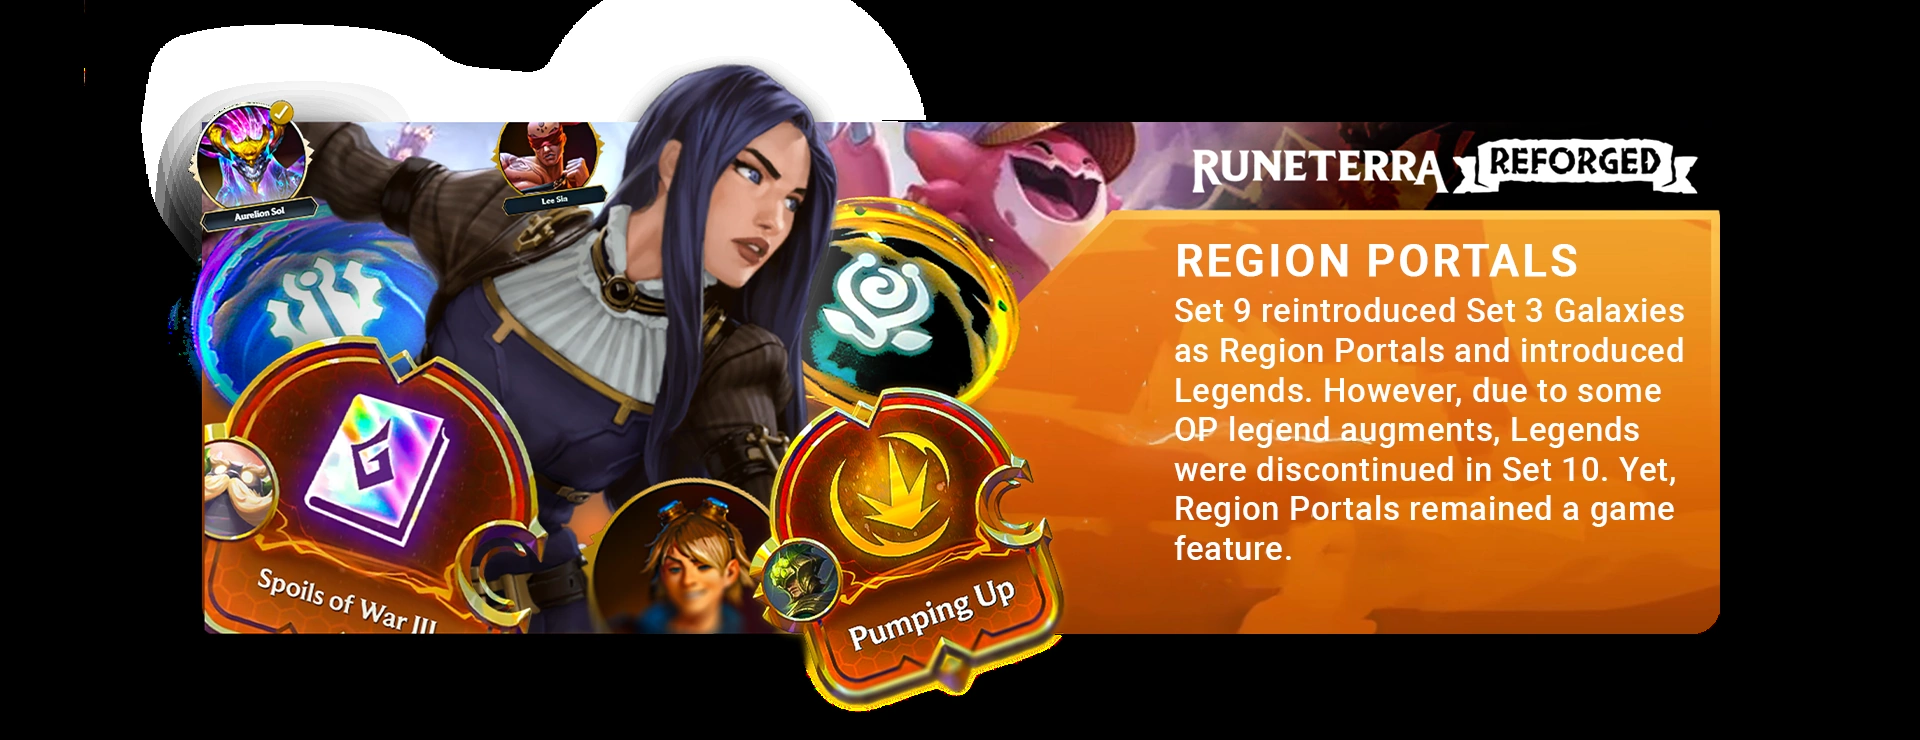 Aurelion Sol
Lee Sin
RUNETERRA REFORGED
REGION PORTALS
Set 9 reintroduced Set 3 Galaxies
as Region Portals and introduced
Legends. However, due to some
OP legend augments, Legends
were discontinued in Set 10. Yet,
Region Portals remained a game
feature.
Spoils of War III
Pumping Up